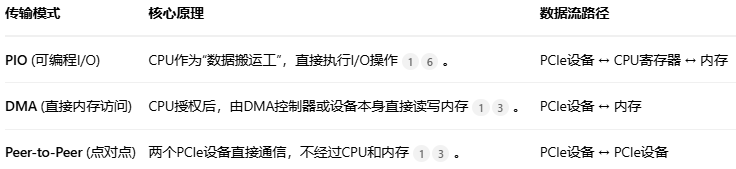 传输模式 核心原理 数据流路径
PIO (可编程I/O) CPU作为“数据搬运工”，直接执行I/O操作 1 6 。 PCIe设备 ↔ CPU寄存器 ↔ 内存
DMA (直接内存访问) CPU授权后，由DMA控制器或设备本身直接读写内存 1 3 。 PCIe设备 ↔ 内存
Peer-to-Peer (点对点) 两个PCIe设备直接通信，不经过CPU和内存 1 3 。 PCIe设备 ↔ PCIe设备